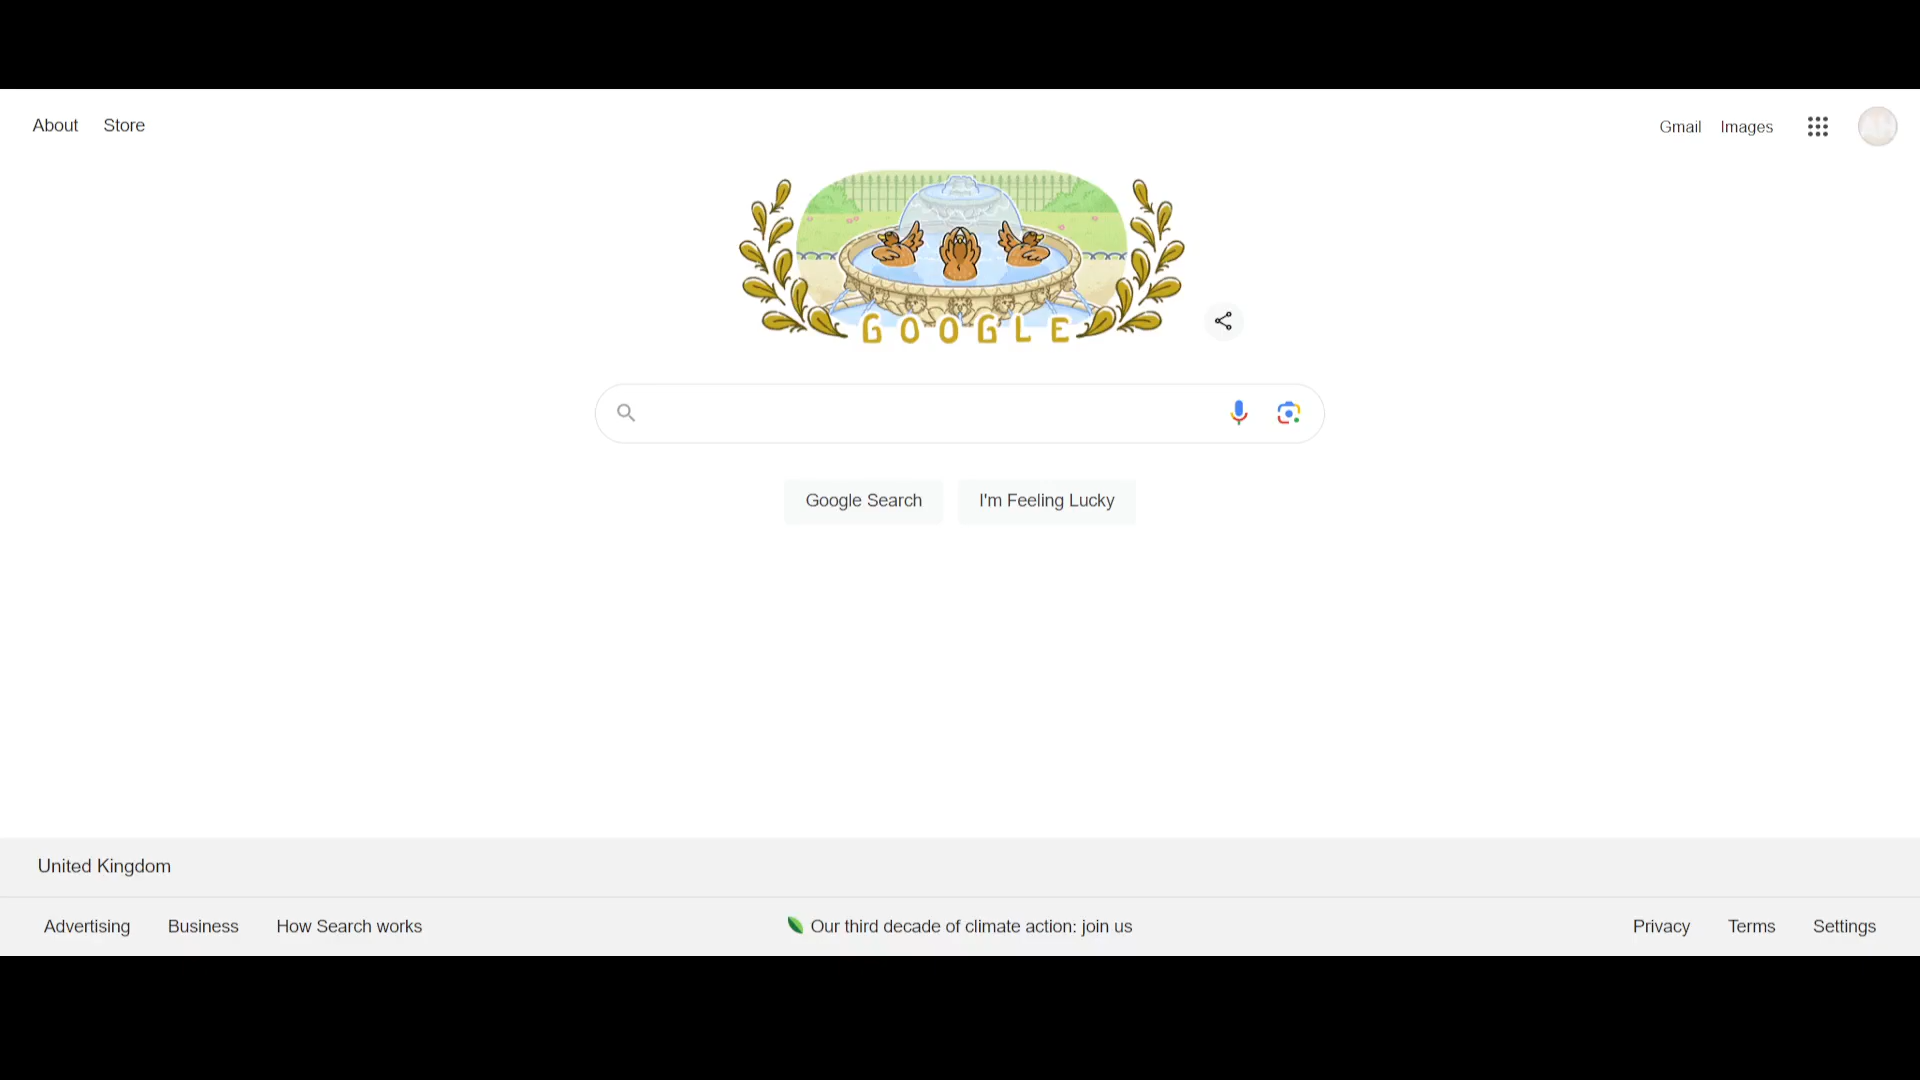 About Store
Gmail Images
GOOGLE
Google Search
I'm Feeling Lucky
United Kingdom
Advertising Business How Search works
Our third decade of climate action: join us
Privacy Terms Settings